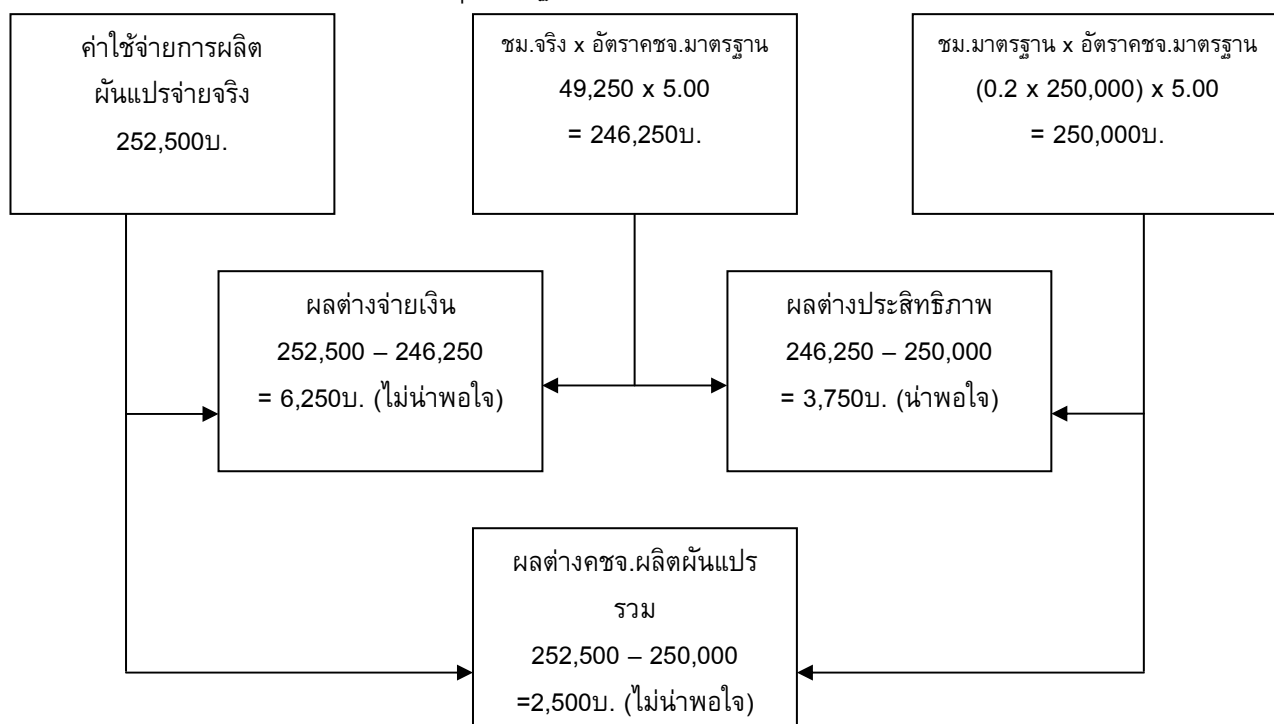 ค่าใช้จ่ายการผลิต
ผันแปรจ่ายจริง
252,500บ.
ชม.จริง x อัตราคชจ.มาตรฐาน
49,250 x 5.00
= 246,250บ.
ชม.มาตรฐาน x อัตราคชจ.มาตรฐาน
(0.2 x 250,000) x 5.00
= 250,000บ.
ผลต่างจ่ายเงิน
252,500 – 246,250
= 6,250บ. (ไม่น่าพอใจ)
ผลต่างประสิทธิภาพ
246,250 – 250,000
= 3,750บ. (น่าพอใจ)
ผลต่างคชจ.ผลิตผันแปร
รวม
252,500 – 250,000
=2,500บ. (ไม่น่าพอใจ)